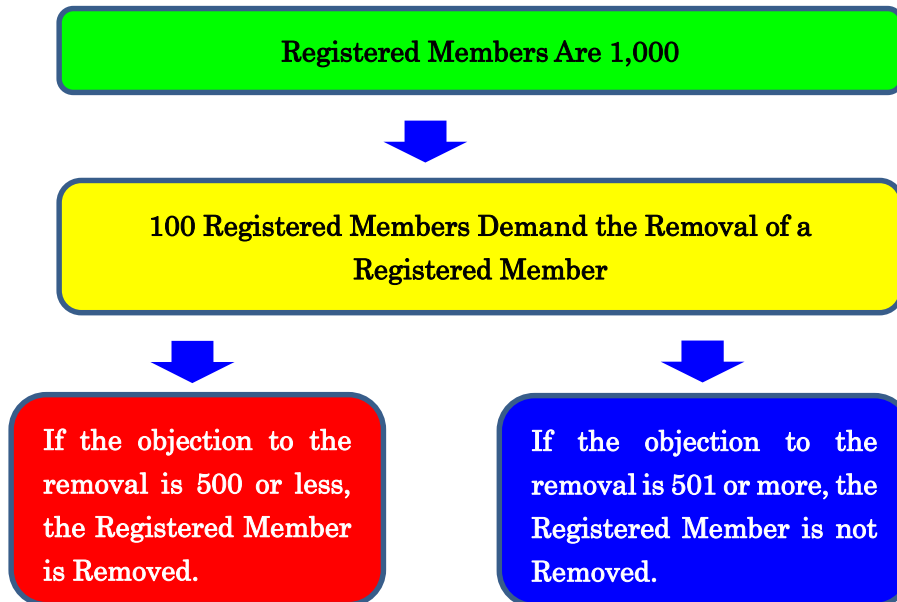 Registered Members Are 1,000
100 Registered Members Demand the Removal of a
Registered Member
If the objection to the
removal is 500 or less,
the Registered Member
is Removed.
If the objection to the
removal is 501 or more, the
Registered Member is not
Removed.